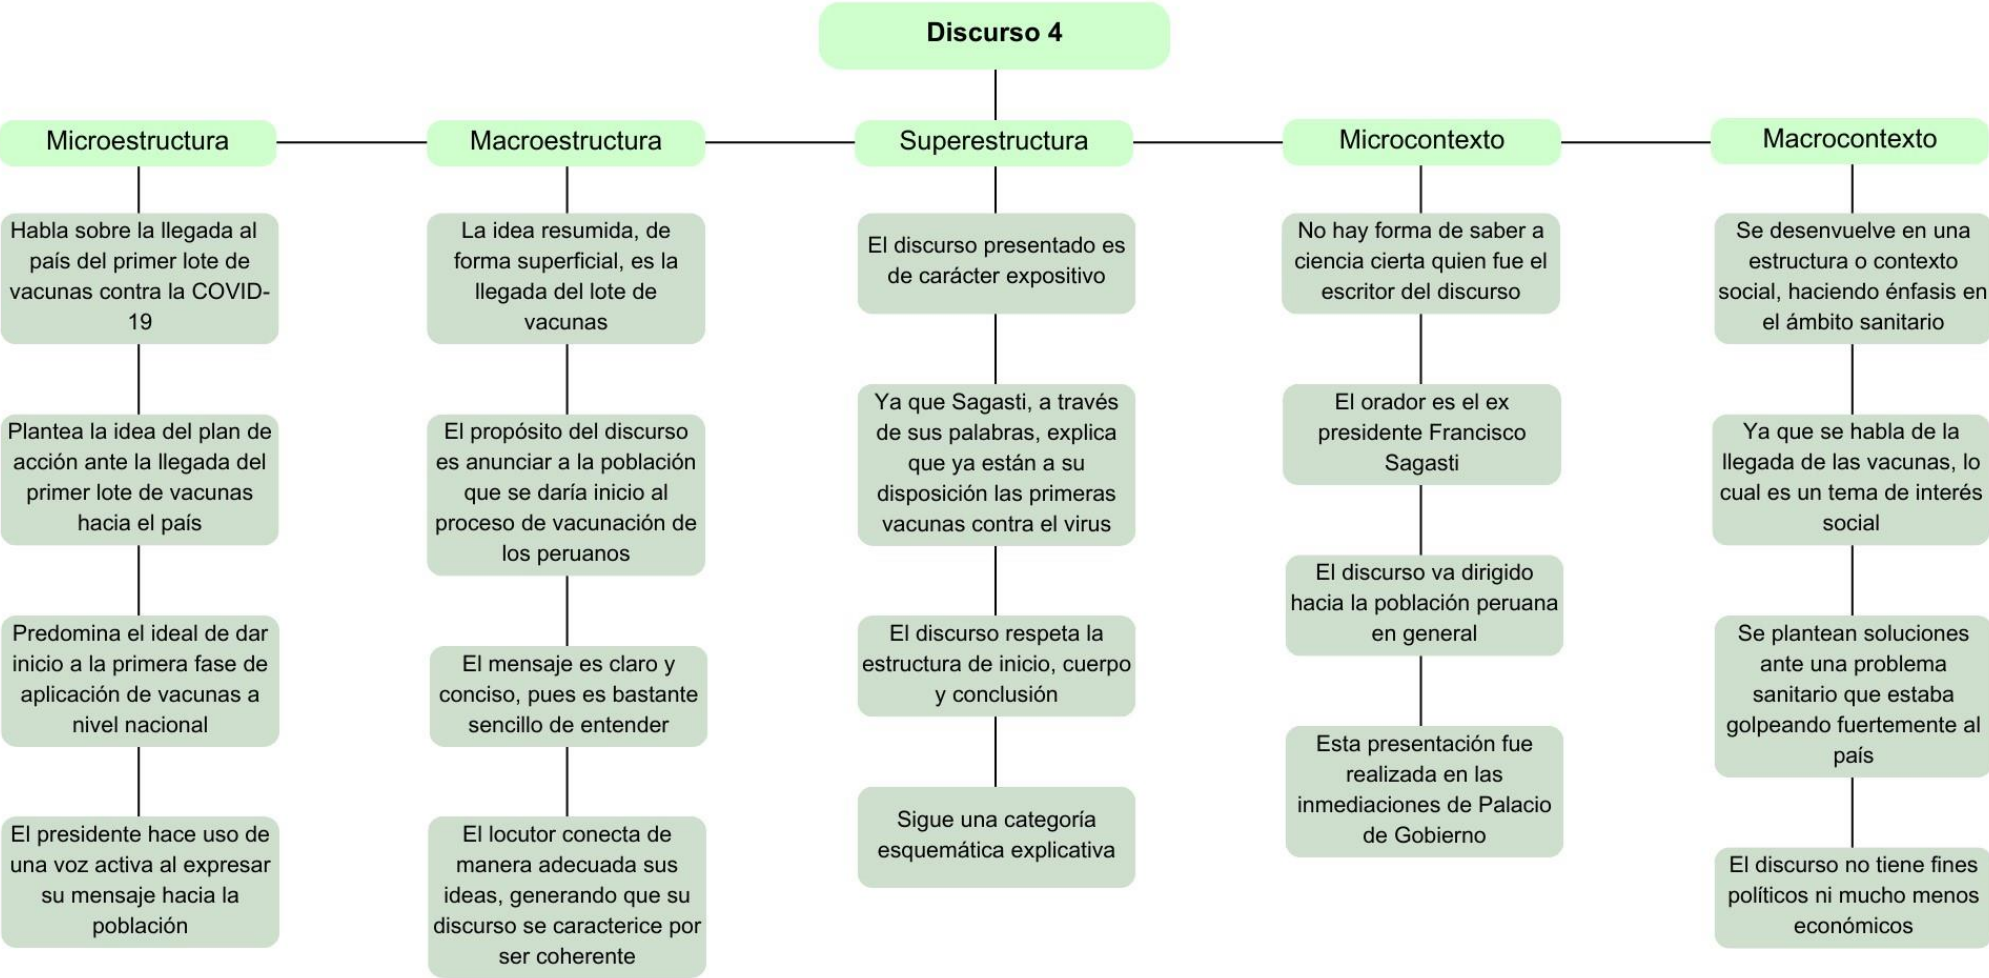 Discurso 4
Microestructura
Habla sobre la llegada al
país del primer lote de
vacunas contra la COVID-
19
Plantea la idea del plan de
acción ante la llegada del
primer lote de vacunas
hacia el país
Predomina el ideal de dar
inicio a la primera fase de
aplicación de vacunas a
nivel nacional
El presidente hace uso de
una voz activa al expresar
su mensaje hacia la
población
Macroestructura
La idea resumida, de
forma superficial, es la
llegada del lote de
vacunas
El propósito del discurso
es anunciar a la población
que se daría inicio al
proceso de vacunación de
los peruanos
El mensaje es claro y
conciso, pues es bastante
sencillo de entender
El locutor conecta de
manera adecuada sus
ideas, generando que su
discurso se caracterice por
ser coherente
Superestructura
El discurso presentado es
de carácter expositivo
Ya que Sagasti, a través
de sus palabras, explica
que ya están a su
disposición las primeras
vacunas contra el virus
El discurso respeta la
estructura de inicio, cuerpo
y conclusión
Sigue una categoría
esquemática explicativa
Microcontexto
No hay forma de saber a
ciencia cierta quien fue el
escritor del discurso
El orador es el ex
presidente Francisco
Sagasti
El discurso va dirigido
hacia la población peruana
en general
Esta presentación fue
realizada en las
inmediaciones de Palacio
de Gobierno
Macrocontexto
Se desenvuelve en una
estructura o contexto
social, haciendo énfasis en
el ámbito sanitario
Ya que se habla de la
llegada de las vacunas, lo
cual es un tema de interés
social
Se plantean soluciones
ante una problema
sanitario que estaba
golpeando fuertemente al
país
El discurso no tiene fines
políticos ni mucho menos
económicos